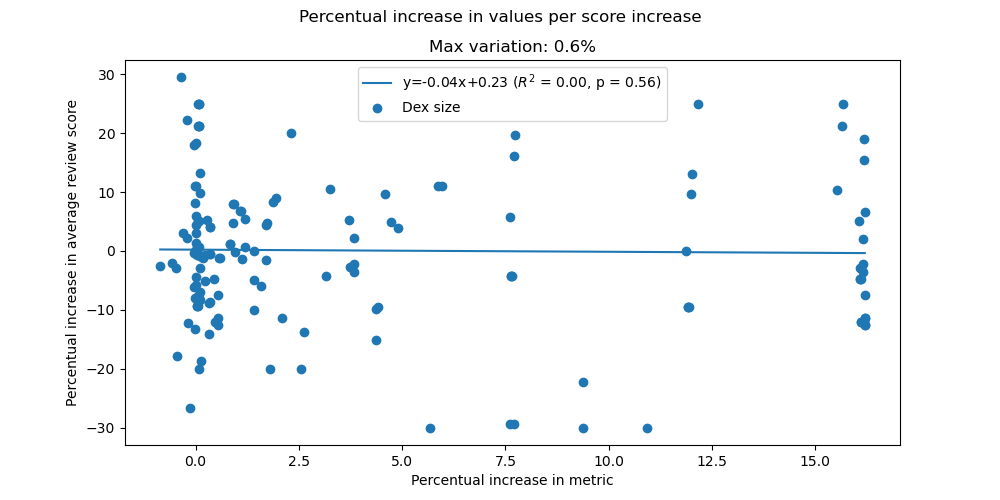 Percentual increase in values per score increase
Max variation: 0.6%
y=-0.04x+0.23 (R² = 0.00, p = 0.56)
Dex size
Percentual increase in average review score
30
20
10
0
−10
−20
−30
0.0 2.5 5.0 7.5 10.0 12.5 15.0
Percentual increase in metric